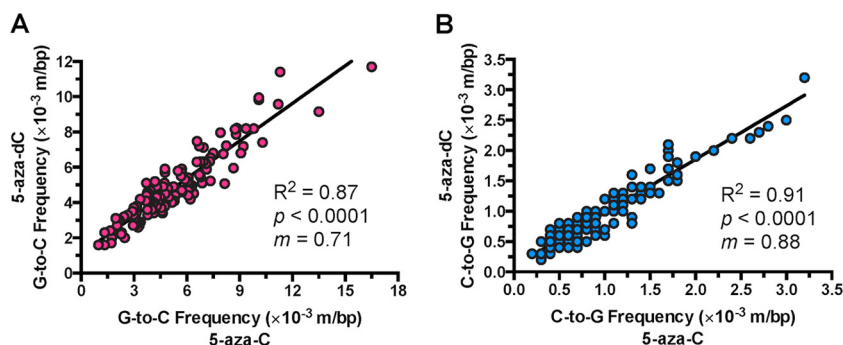 A
5-aza-dC
G-to-C Frequency (×10⁻³ m/bp)
12
10
8
6
4
2
0
0
3
6
9
12
15
18
R² = 0.87
p < 0.0001
m = 0.71
G-to-C Frequency (×10⁻³ m/bp)
5-aza-C
B
5-aza-dC
C-to-G Frequency (×10⁻³ m/bp)
3.5
3.0
2.5
2.0
1.5
1.0
0.5
0.0
0.0
0.5
1.0
1.5
2.0
2.5
3.0
3.5
R² = 0.91
p < 0.0001
m = 0.88
C-to-G Frequency (×10⁻³ m/bp)
5-aza-C